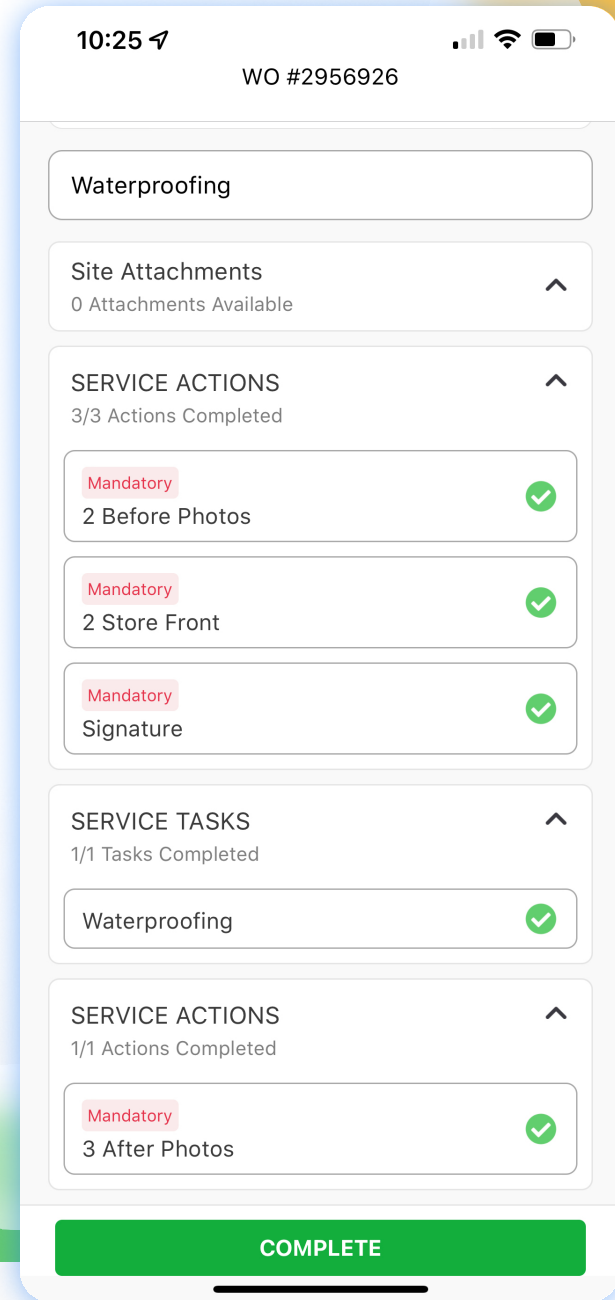 10:25
WO #2956926
Waterproofing
Site Attachments
0 Attachments Available
SERVICE ACTIONS
3/3 Actions Completed
Mandatory
2 Before Photos
Mandatory
2 Store Front
Mandatory
Signature
SERVICE TASKS
1/1 Tasks Completed
Waterproofing
SERVICE ACTIONS
1/1 Actions Completed
Mandatory
3 After Photos
COMPLETE